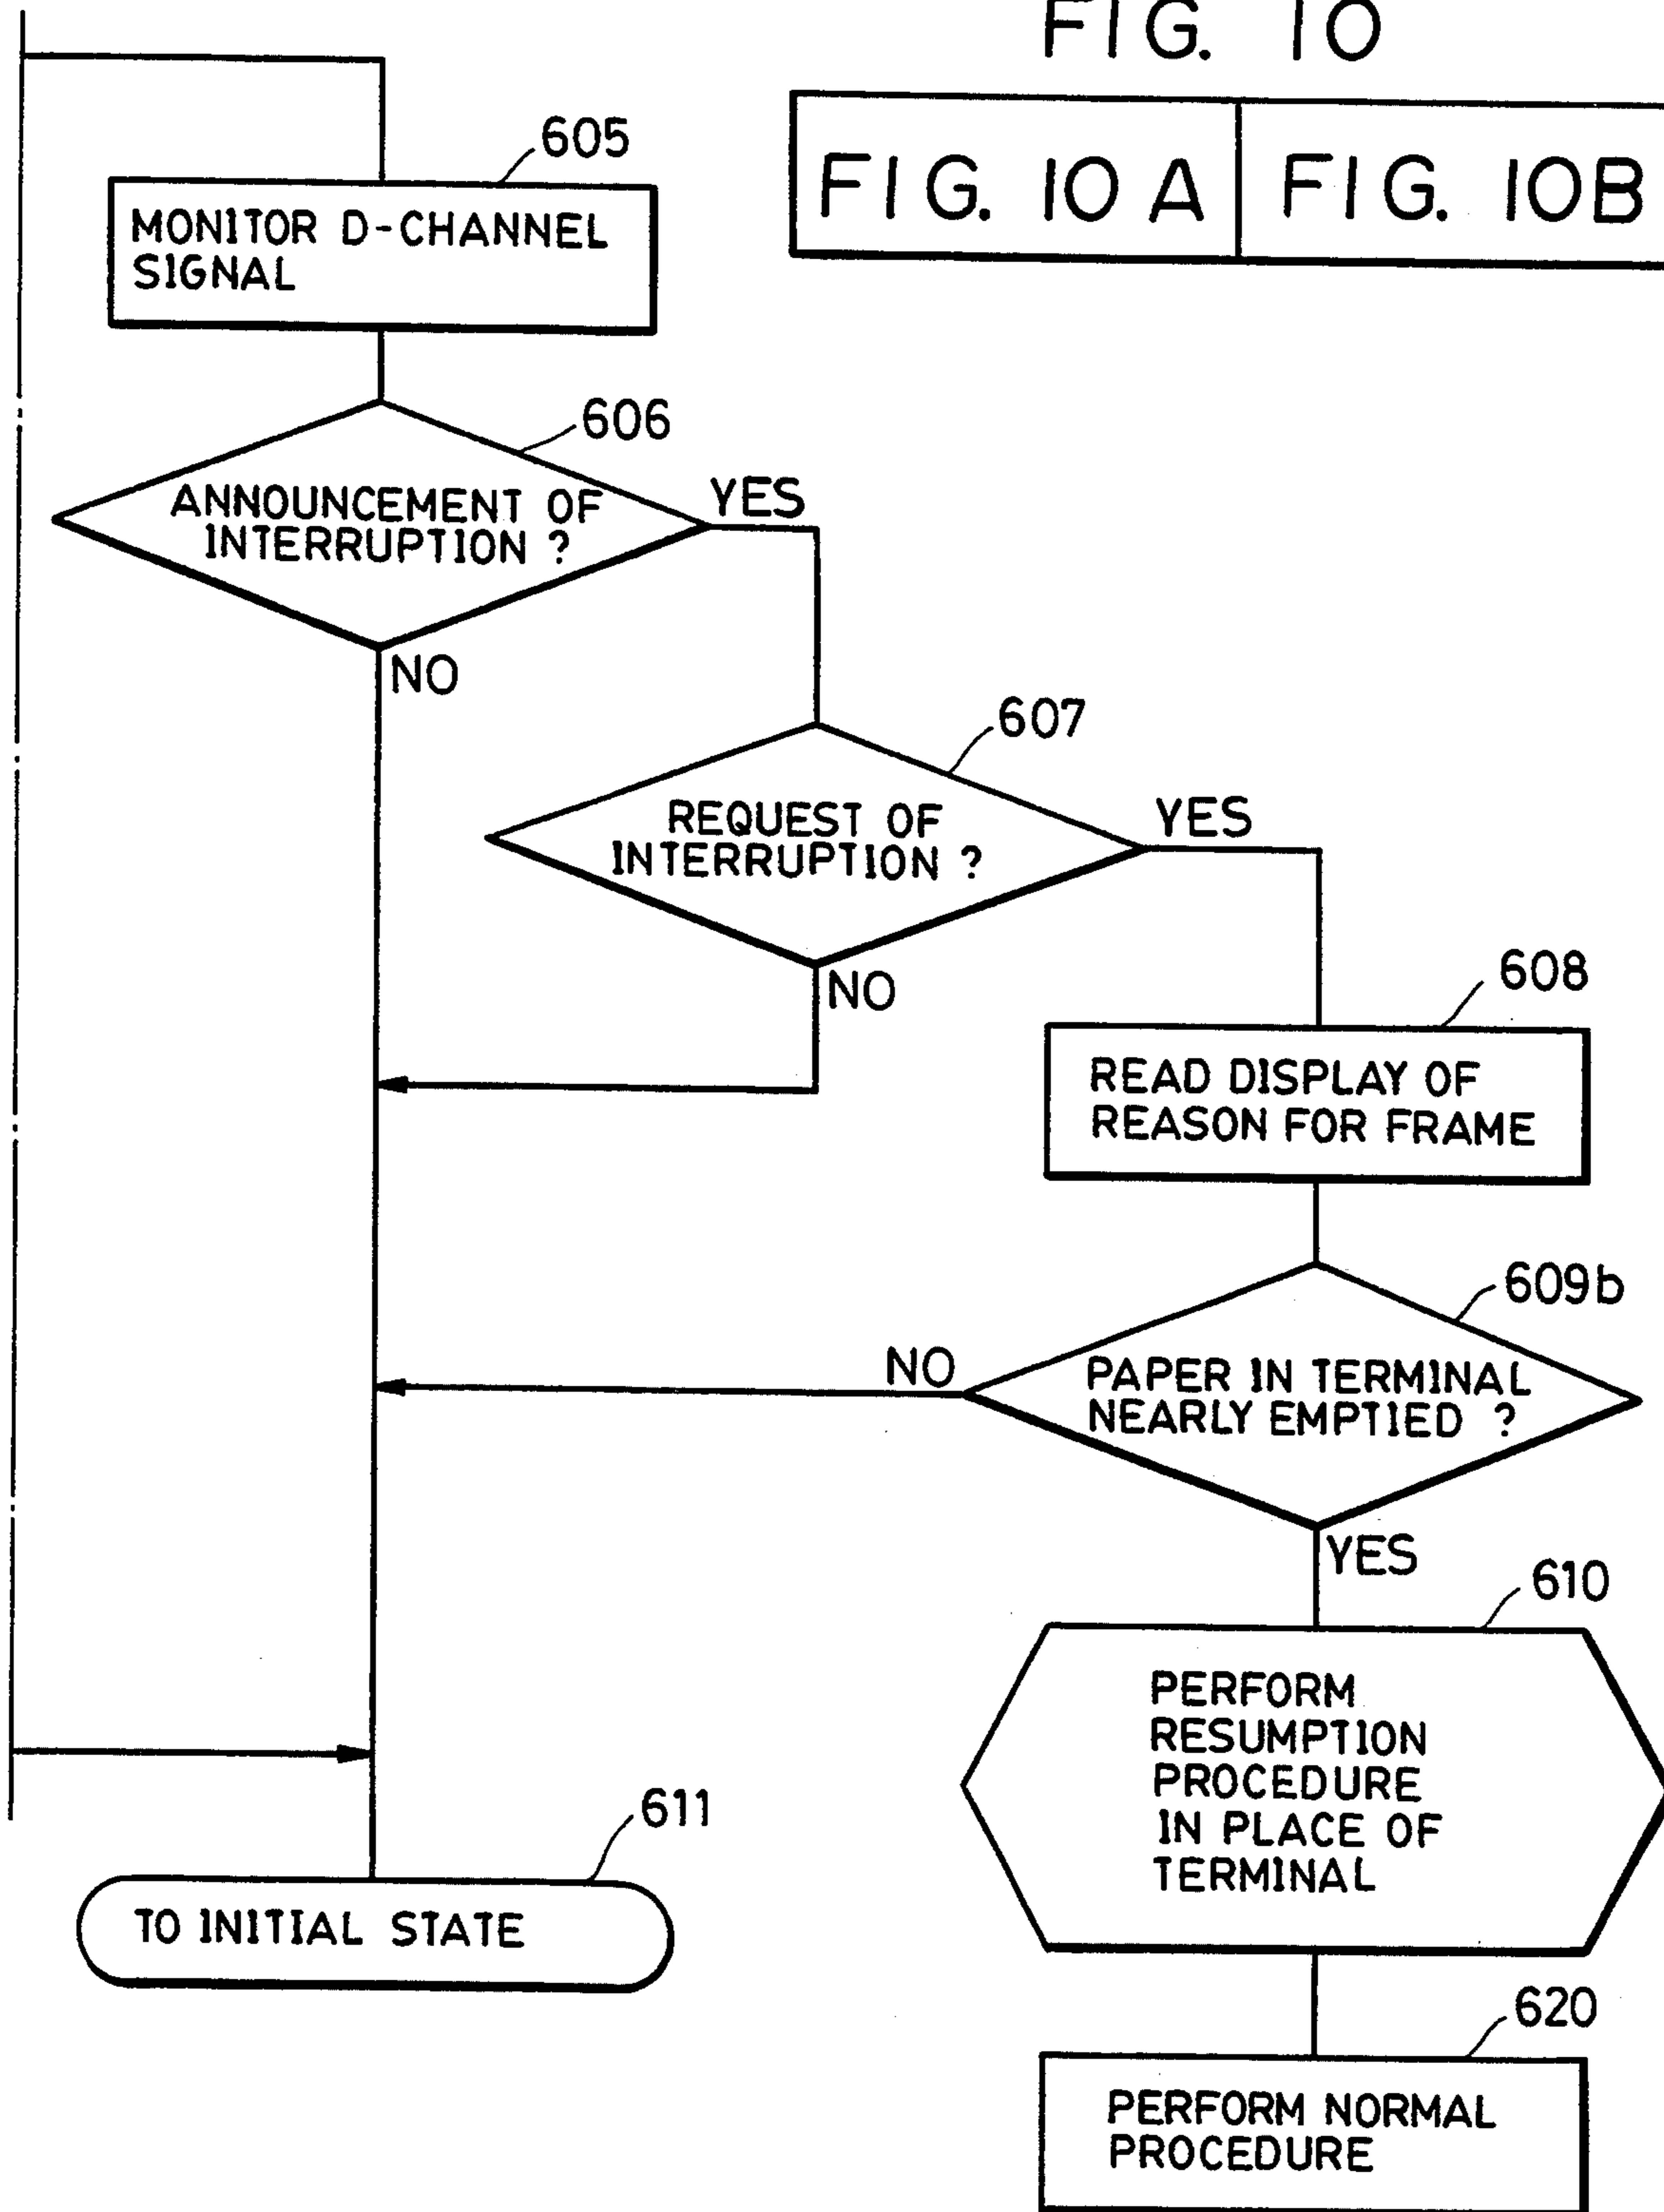 FIG. 10
FIG. 10A FIG. 10B
605
MONITOR D-CHANNEL
SIGNAL
606
ANNOUNCEMENT OF
INTERRUPTION ?
YES
NO
607
REQUEST OF
INTERRUPTION ?
YES
NO
608
READ DISPLAY OF
REASON FOR FRAME
609b
PAPER IN TERMINAL
NEARLY EMPTIED ?
NO
YES
610
PERFORM
RESUMPTION
PROCEDURE
IN PLACE OF
TERMINAL
611
TO INITIAL STATE
620
PERFORM NORMAL
PROCEDURE